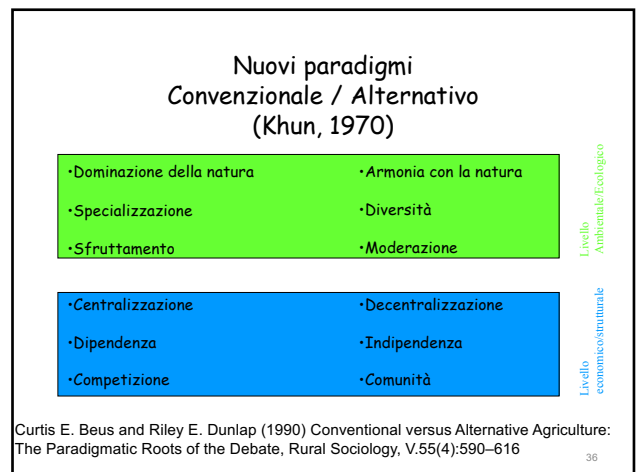 Nuovi paradigmi
Convenzionale / Alternativo
(Khun, 1970)
•Dominazione della natura •Armonia con la natura
•Specializzazione •Diversità
•Sfruttamento •Moderazione
Livello
Ambientale/Ecologico
•Centralizzazione •Decentralizzazione
•Dipendenza •Indipendenza
•Competizione •Comunità
Livello
economico/strutturale
Curtis E. Beus and Riley E. Dunlap (1990) Conventional versus Alternative Agriculture:
The Paradigmatic Roots of the Debate, Rural Sociology, V.55(4):590–616
36